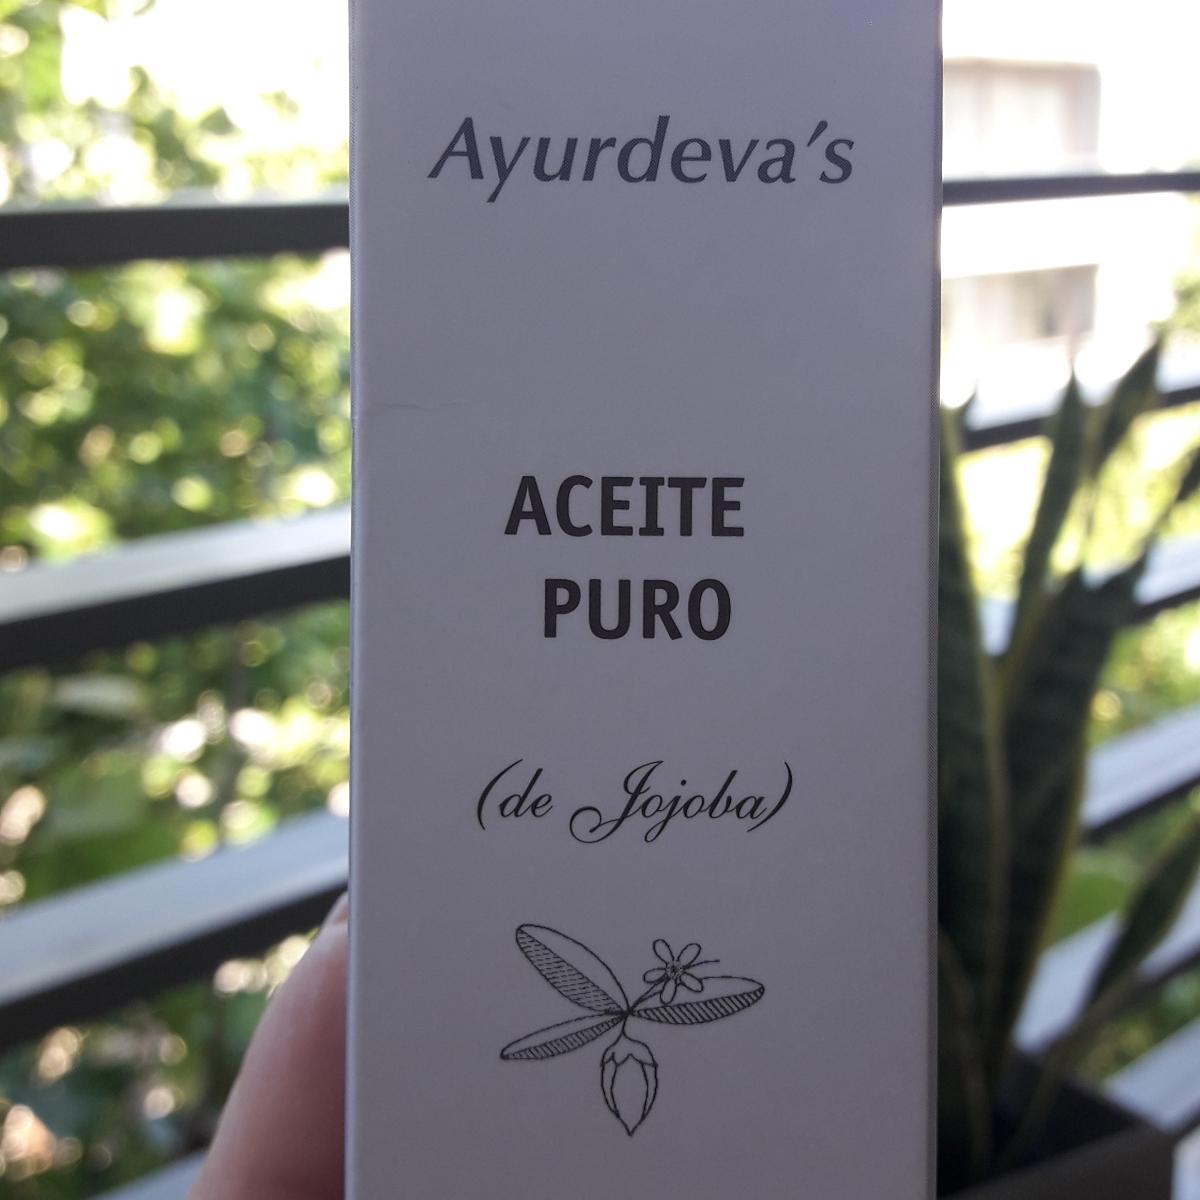 Ayurdeva's
ACEITE
PURO
(de Jojoba)